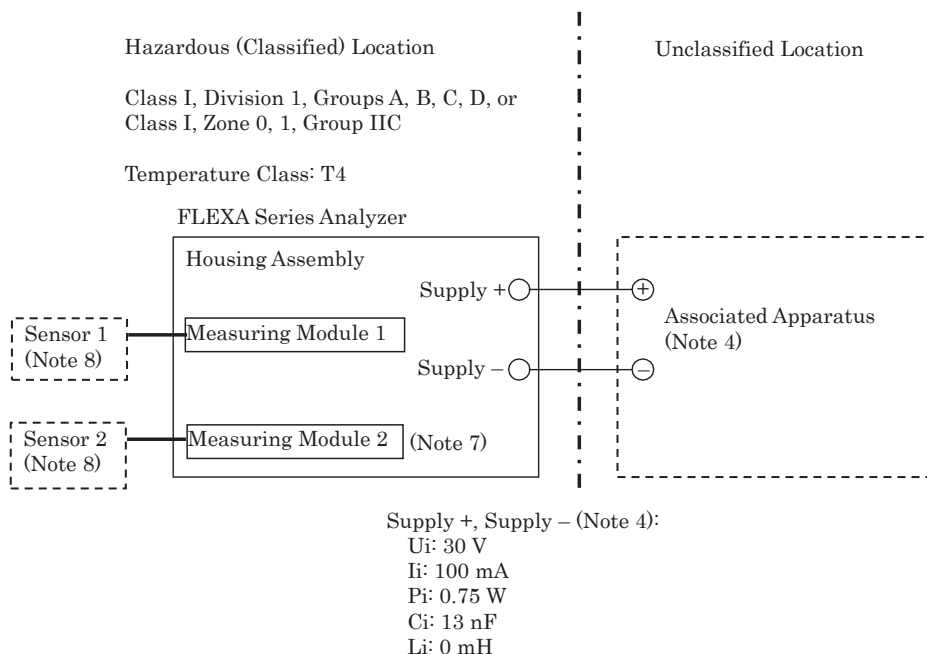 Hazardous (Classified) Location
Unclassified Location
Class I, Division 1, Groups A, B, C, D, or
Class I, Zone 0, 1, Group IIC
Temperature Class: T4
FLEXA Series Analyzer
Housing Assembly
Supply +
+
Sensor 1
(Note 8)
Measuring Module 1
Associated Apparatus
(Note 4)
Supply –
–
Sensor 2
(Note 8)
Measuring Module 2
(Note 7)
Supply +, Supply – (Note 4):
Ui: 30 V
Ii: 100 mA
Pi: 0.75 W
Ci: 13 nF
Li: 0 mH